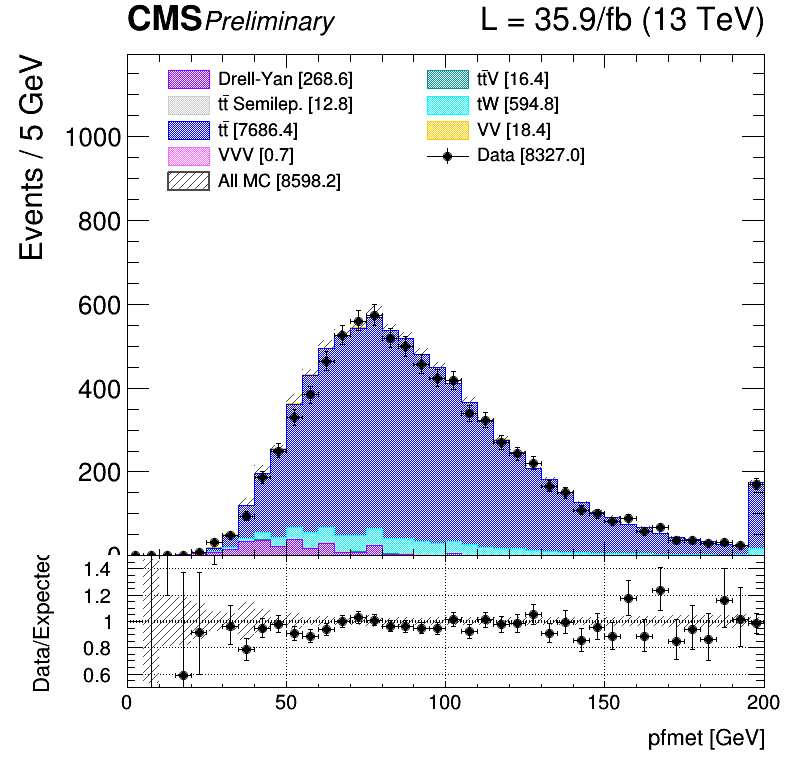 CMS Preliminary L = 35.9/fb (13 TeV)
Drell-Yan [268.6] tt̄V [16.4]
tt̄ Semilep. [12.8] tW [594.8]
tt̄ [7686.4] VV [18.4]
VVV [0.7] Data [8327.0]
All MC [8598.2]
Events / 5 GeV
1000
800
600
400
200
0
Data/Expected
1.4
1.2
1
0.8
0.6
0 50 100 150 200
pfmet [GeV]